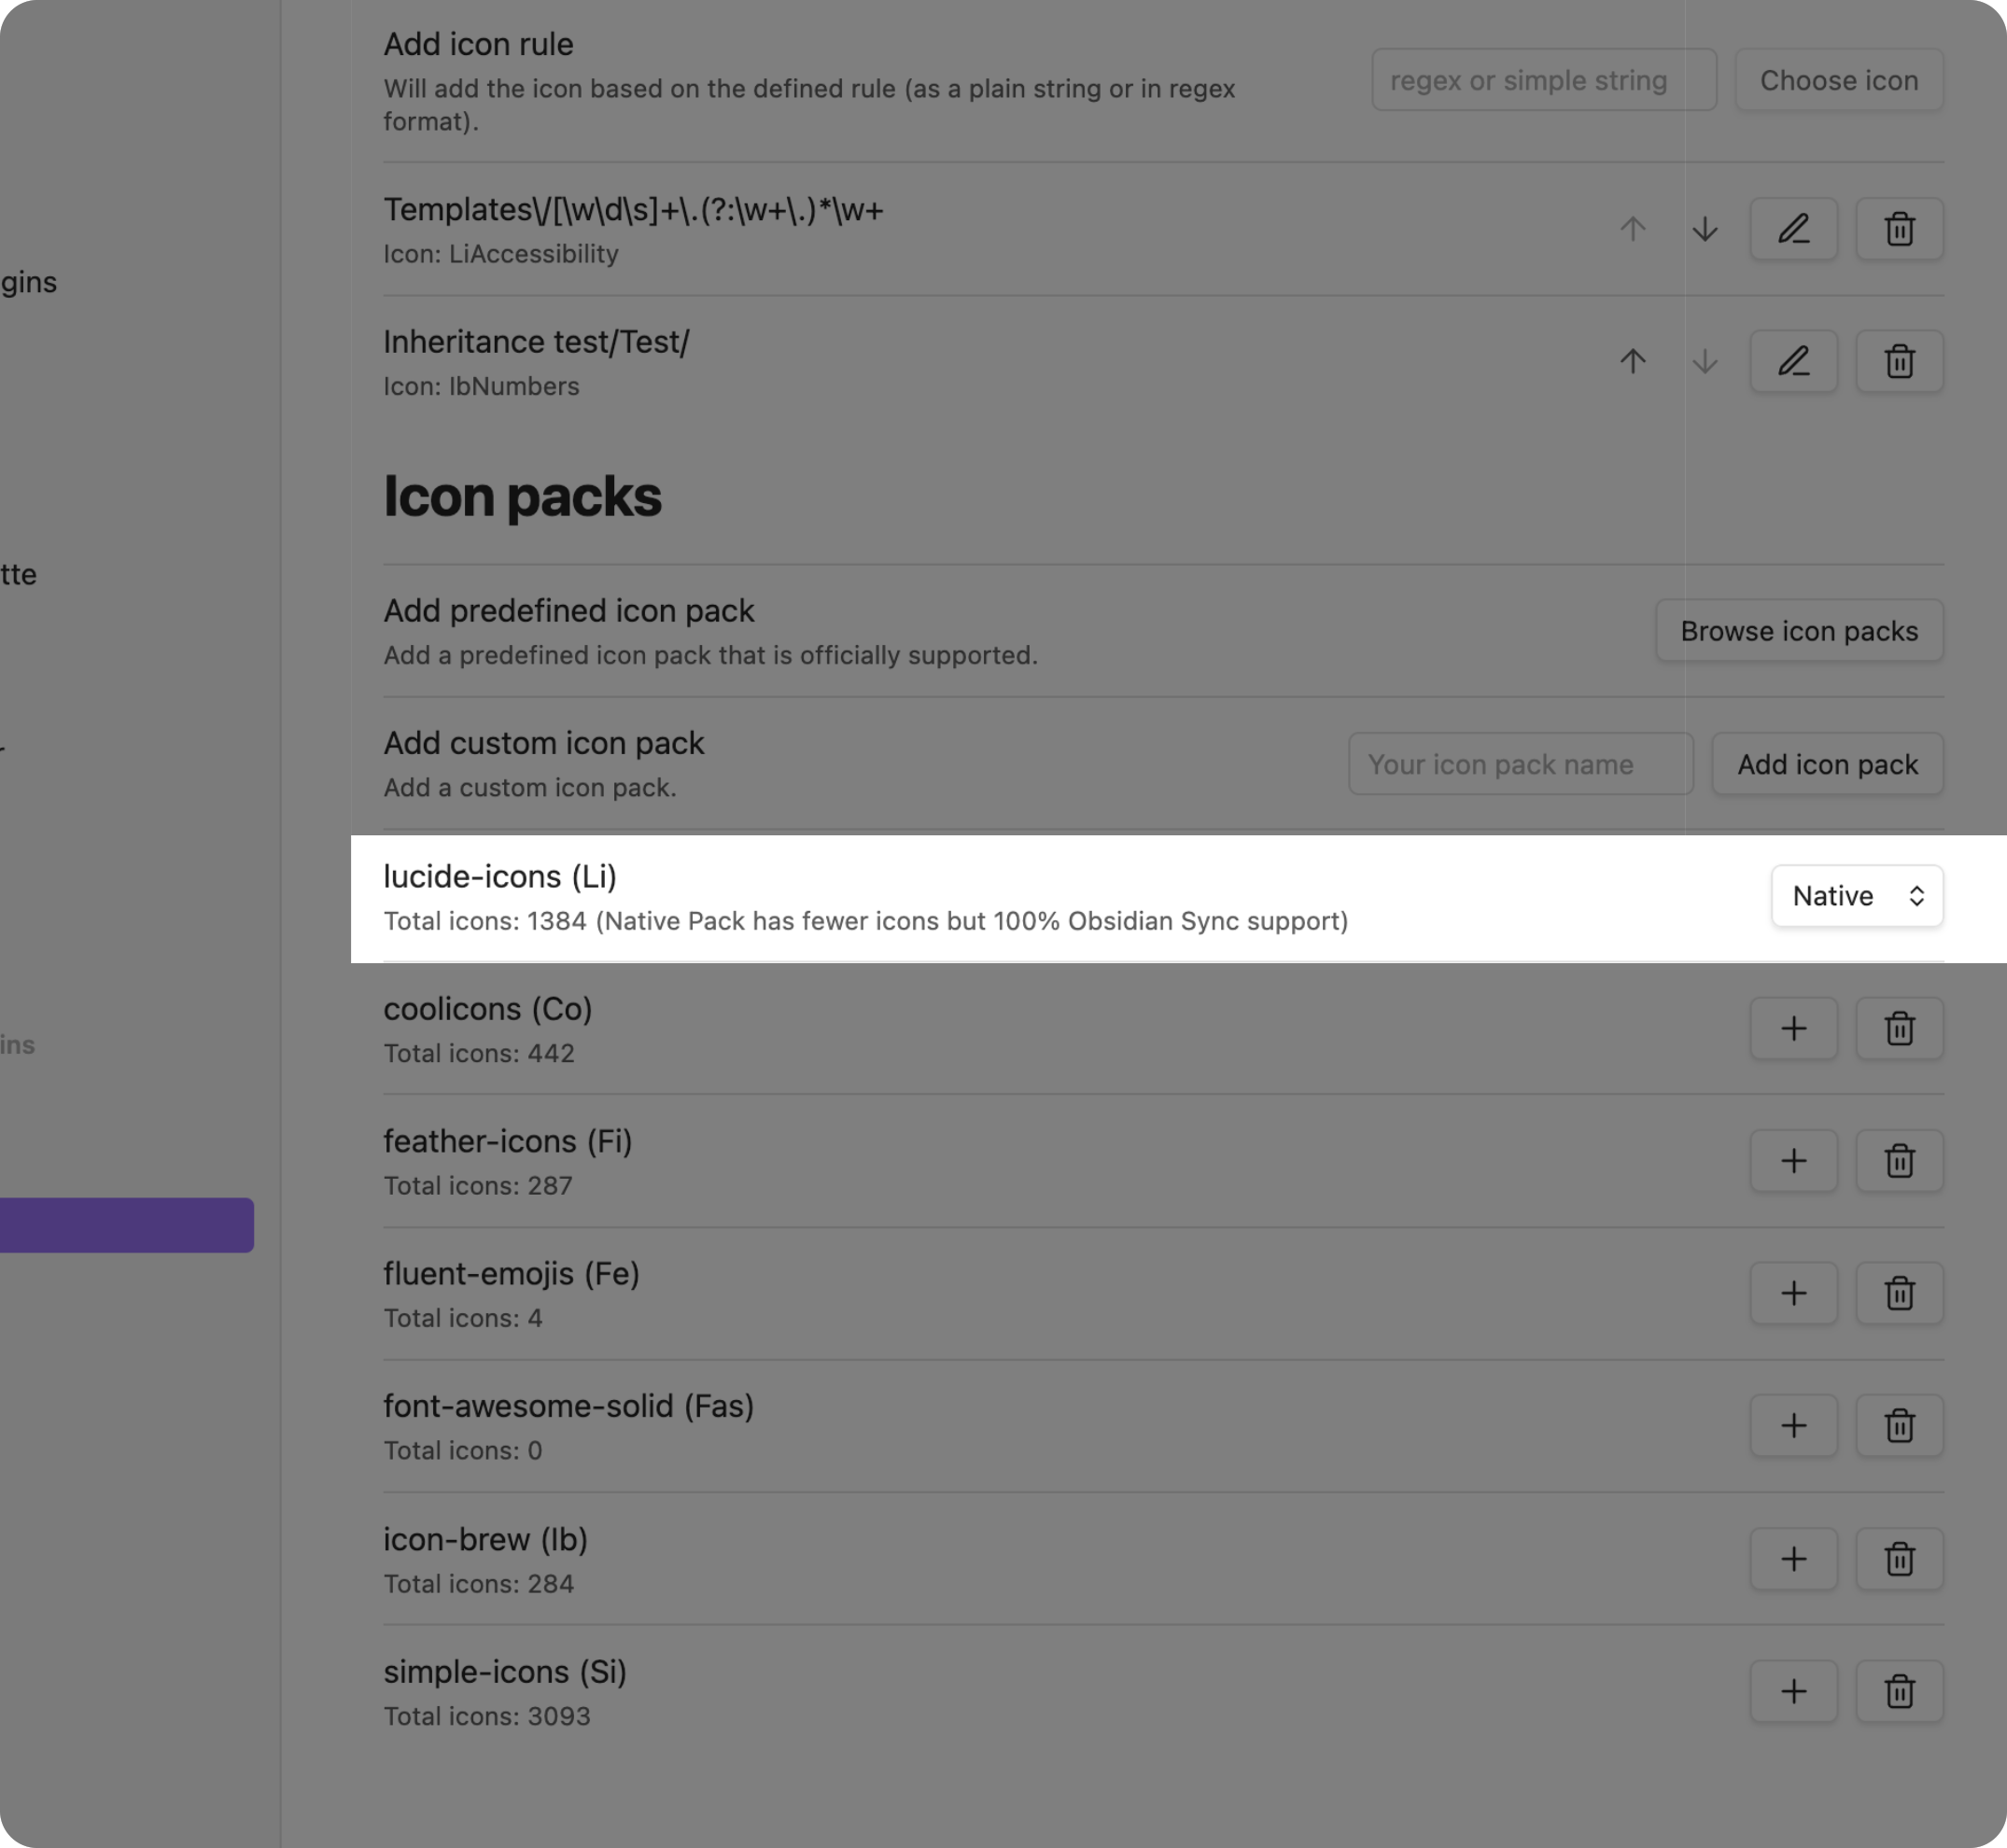 Add icon rule
Will add the icon based on the defined rule (as a plain string or in regex
format).
regex or simple string
Choose icon
Templates\/[\w\d\s]+\.(?:\w+\.)*\w+
Icon: LiAccessibility
gins
Inheritance test/Test/
Icon: IbNumbers
Icon packs
tte
Add predefined icon pack
Add a predefined icon pack that is officially supported.
Browse icon packs
Add custom icon pack
Add a custom icon pack.
Your icon pack name
Add icon pack
lucide-icons (Li)
Total icons: 1384 (Native Pack has fewer icons but 100% Obsidian Sync support)
Native
coolicons (Co)
Total icons: 442
ins
feather-icons (Fi)
Total icons: 287
fluent-emojis (Fe)
Total icons: 4
font-awesome-solid (Fas)
Total icons: 0
icon-brew (Ib)
Total icons: 284
simple-icons (Si)
Total icons: 3093